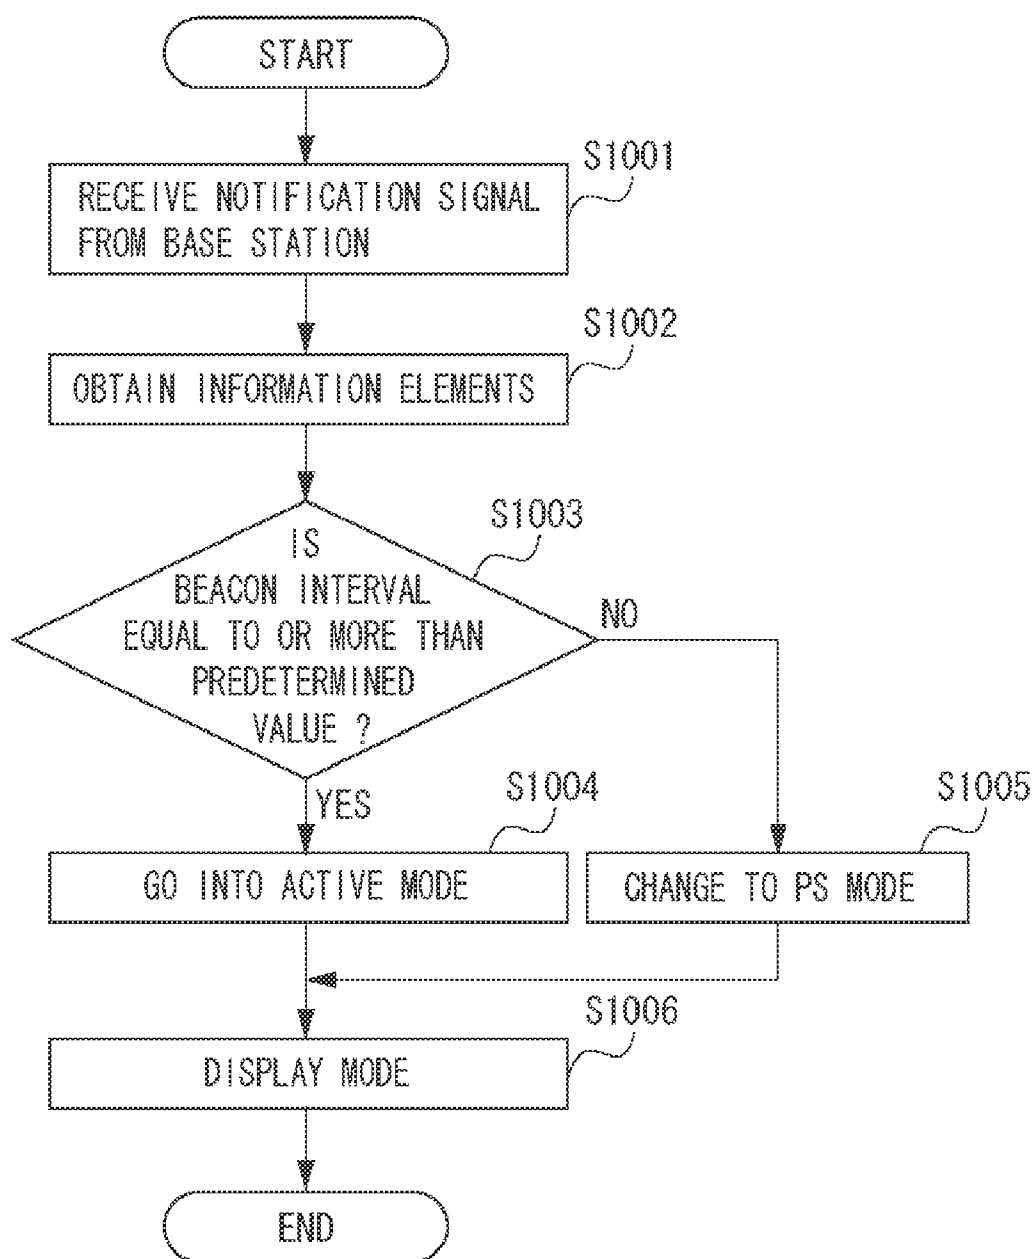 START
S1001
RECEIVE NOTIFICATION SIGNAL
FROM BASE STATION
S1002
OBTAIN INFORMATION ELEMENTS
S1003
IS
BEACON INTERVAL
EQUAL TO OR MORE THAN
PREDETERMINED
VALUE ?
NO
YES
S1004
GO INTO ACTIVE MODE
S1005
CHANGE TO PS MODE
S1006
DISPLAY MODE
END